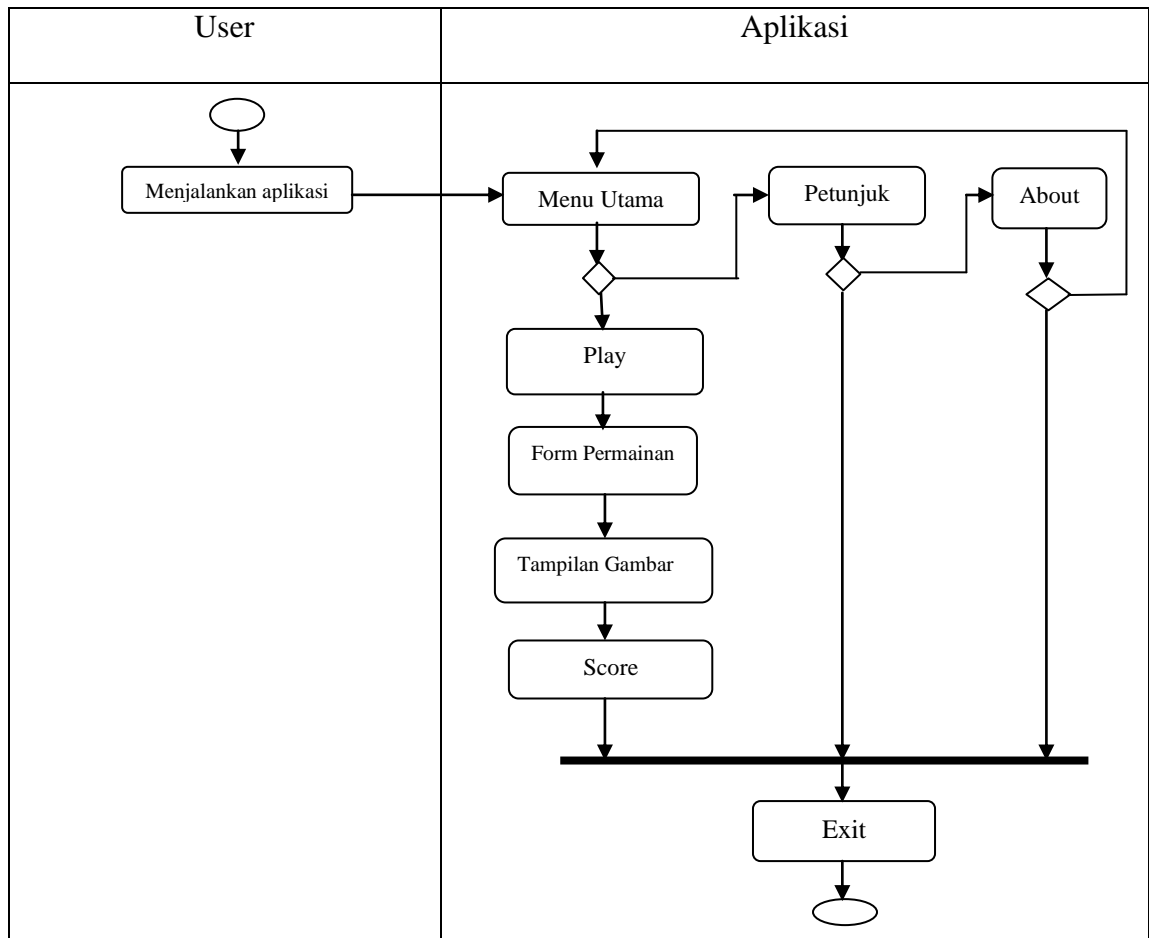 User
Aplikasi
Menjalankan aplikasi
Menu Utama
Petunjuk
About
Play
Form Permainan
Tampilan Gambar
Score
Exit